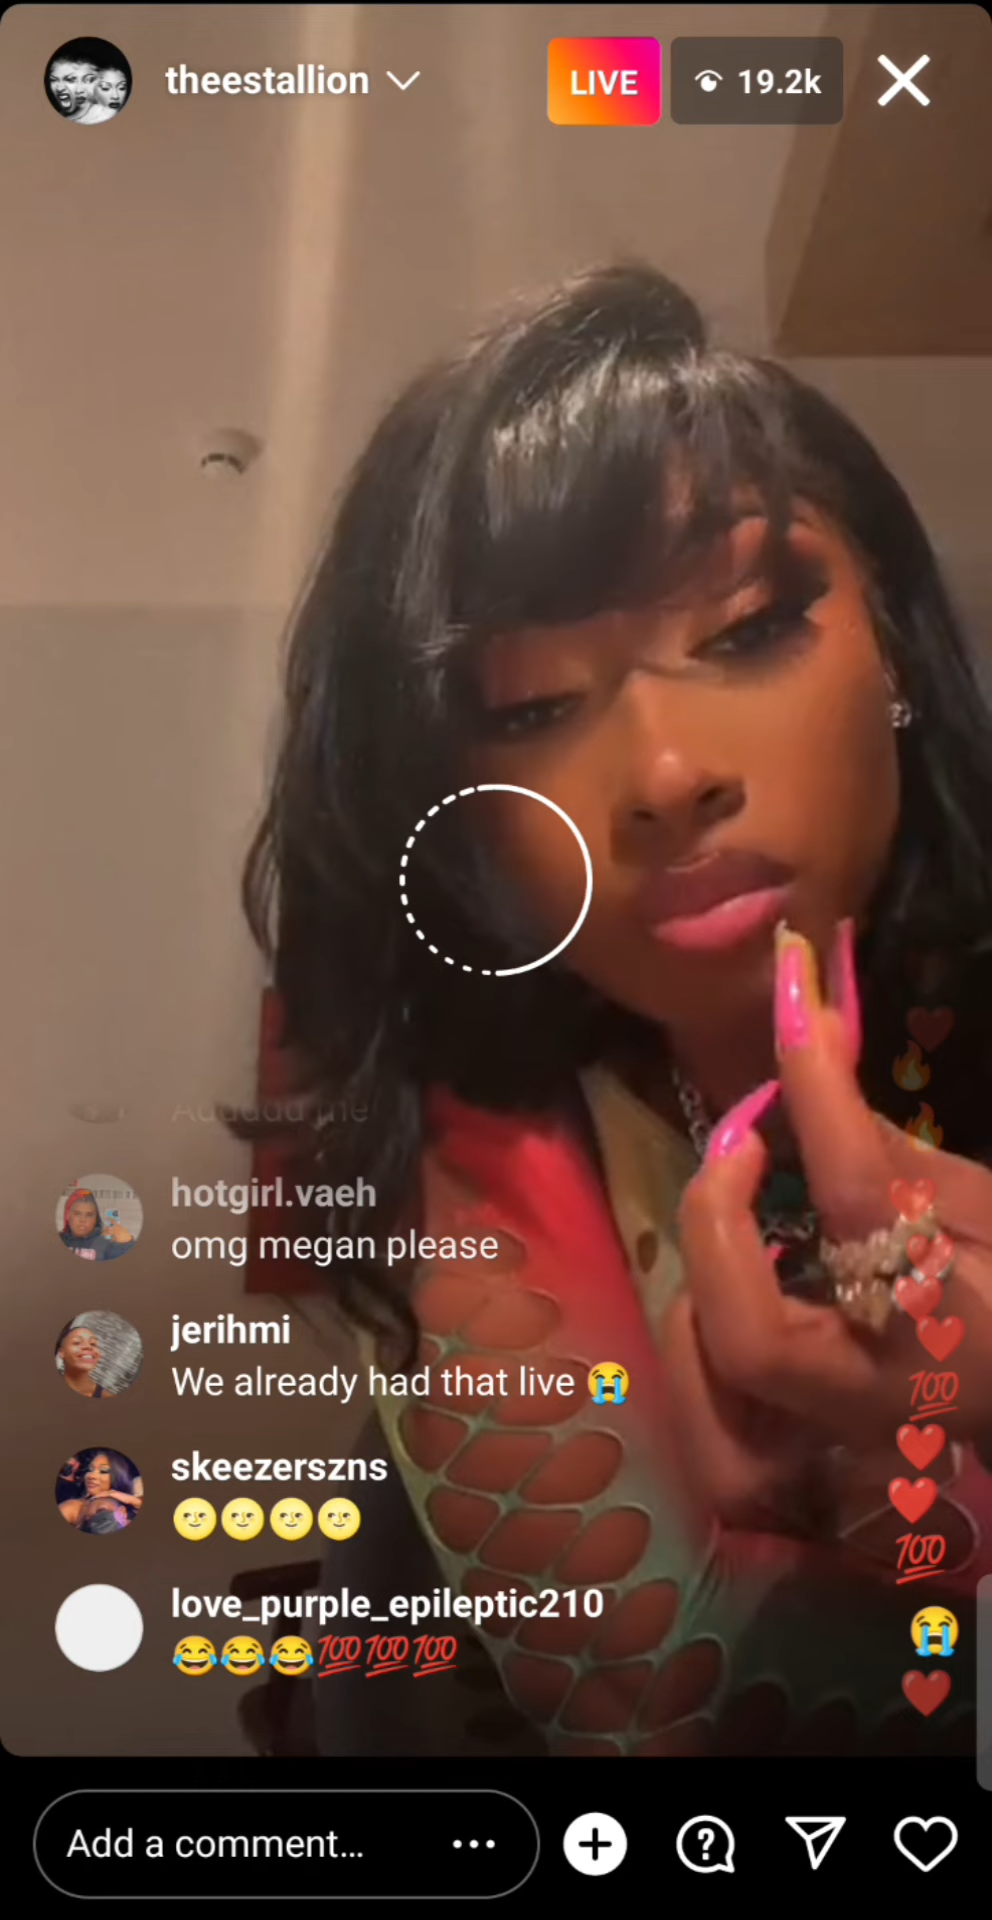 theestallion
LIVE
19.2k
hotgirl.vaeh
omg megan please
jerihmi
We already had that live 😭
skeezerszns
🌝🌝🌝🌝
love_purple_epileptic210
😂😂😂💯💯💯
Add a comment...